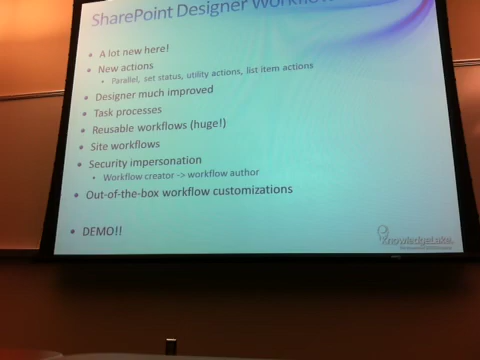 SharePoint Designer Workflow
A lot new here!
New actions
Parallel, set status, utility actions, list item actions
Designer much improved
Task processes
Reusable workflows (huge!)
Site workflows
Security impersonation
Workflow creator -> workflow author
Out-of-the-box workflow customizations
DEMO!!
KnowledgeLake